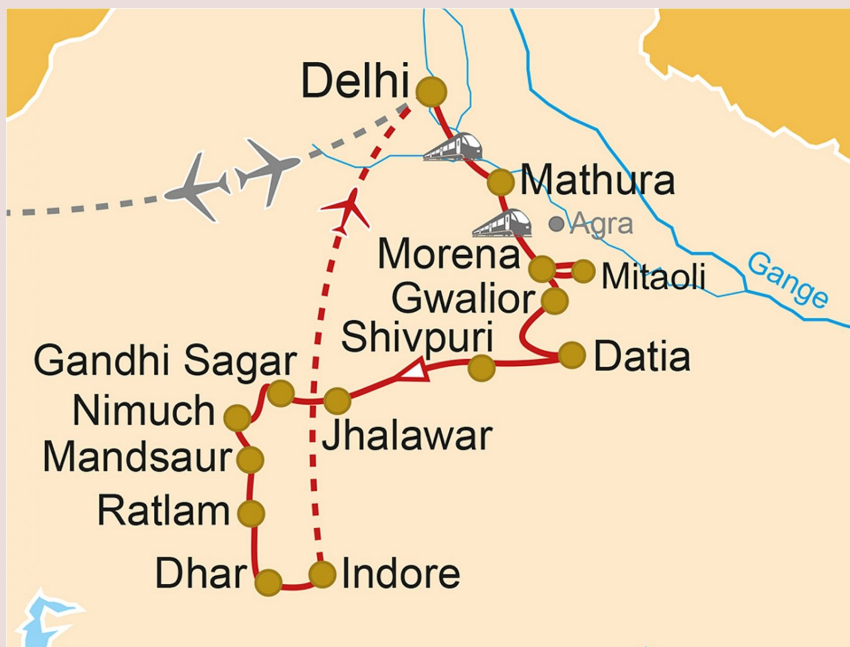 Delhi
Mathura
Agra
Morena
Mitaoli
Gange
Gwalior
Shivpuri
Datia
Gandhi Sagar
Nimuch
Jhalawar
Mandsaur
Ratlam
Dhar
Indore